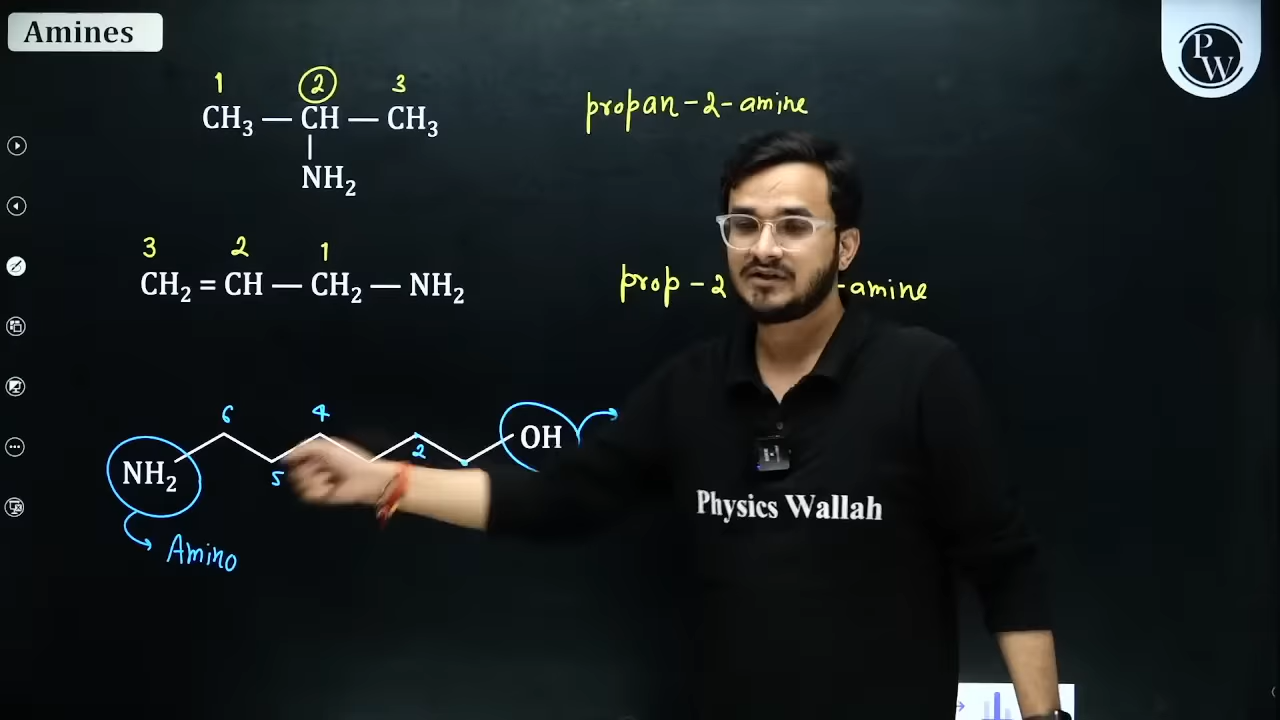 Amines
PW
1 2 3
CH₃ — CH — CH₃
NH₂
propan-2-amine
3 2 1
CH₂ = CH — CH₂ — NH₂
prop-2 -amine
6 4
NH₂ 5 2 OH
Amino
Physics Wallah